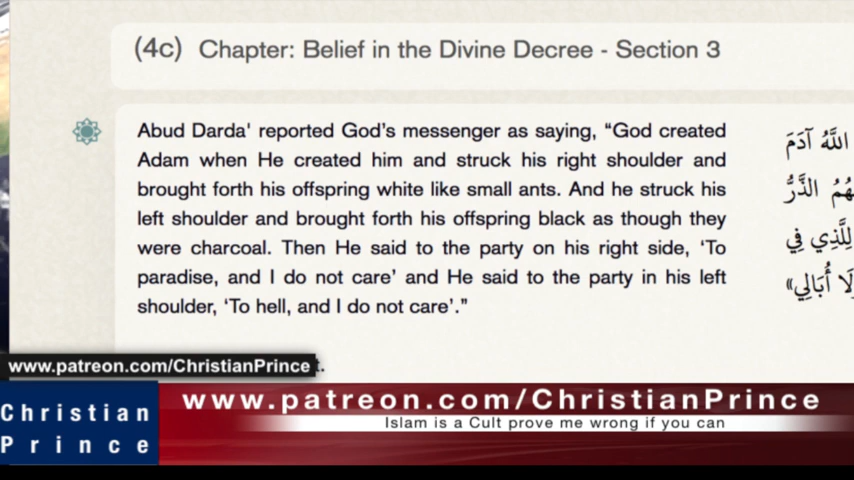 (4c) Chapter: Belief in the Divine Decree - Section 3
Abud Darda' reported God's messenger as saying, “God created
Adam when He created him and struck his right shoulder and
brought forth his offspring white like small ants. And he struck his
left shoulder and brought forth his offspring black as though they
were charcoal. Then He said to the party on his right side, ‘To
paradise, and I do not care’ and He said to the party in his left
shoulder, ‘To hell, and I do not care’.”
اللَّهُ آدَمَ
هُمُ الذَّرُّ
لِلَّذِي فِي
لَا أُبَالِي»
www.patreon.com/ChristianPrince
www.patreon.com/ChristianPrince
Islam is a Cult prove me wrong if you can
Christian
Prince